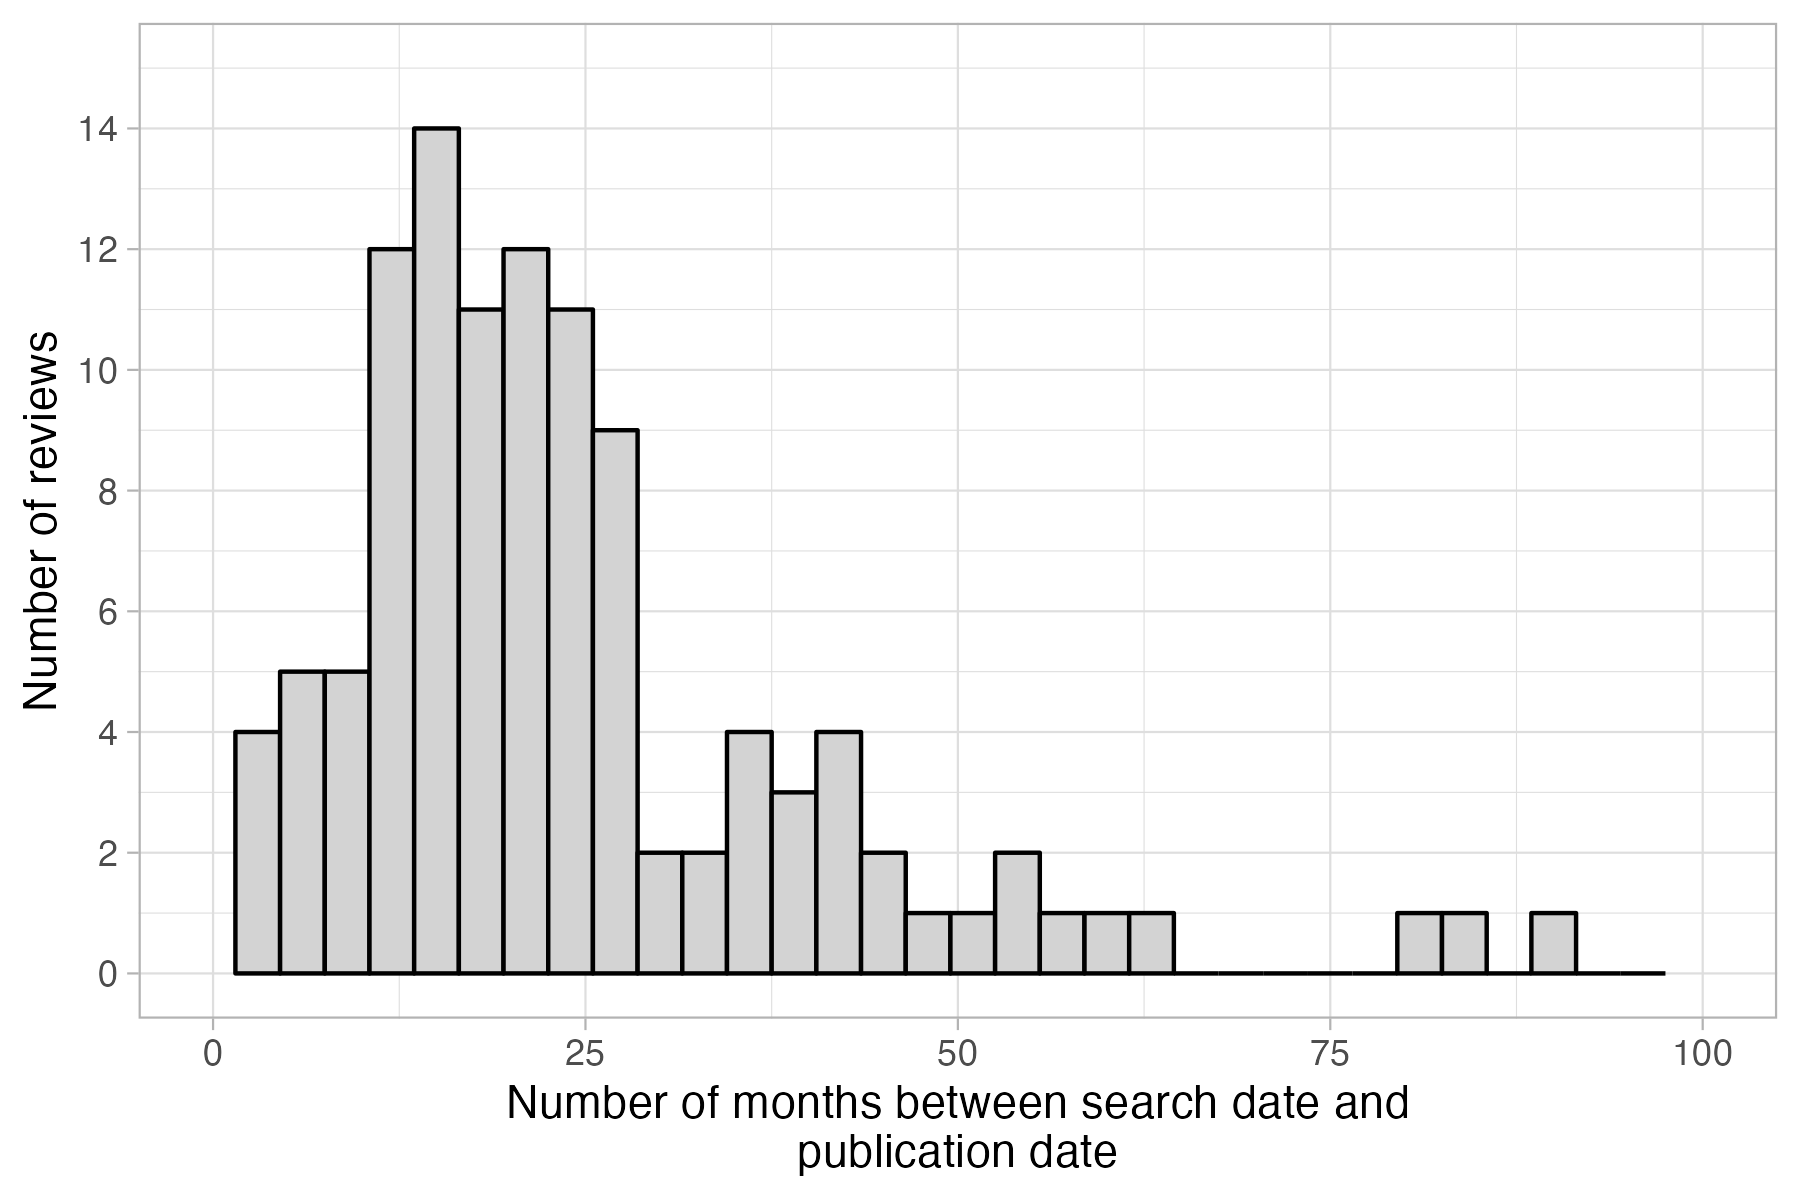 Number of reviews
14
12
10
8
6
4
2
0
0 25 50 75 100
Number of months between search date and
publication date